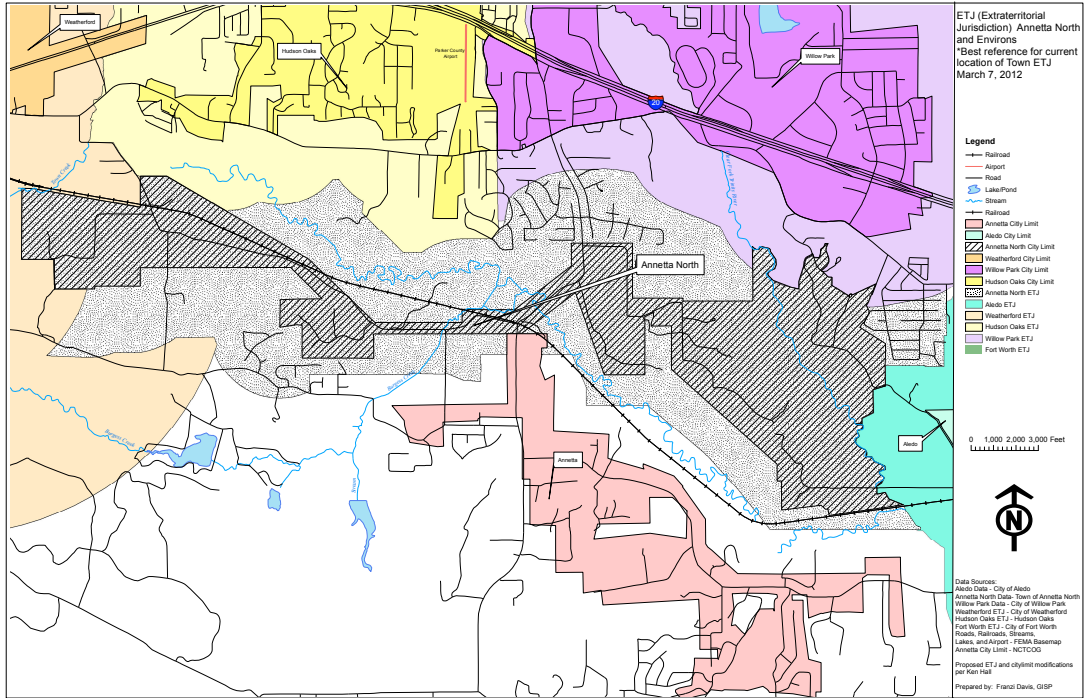 ETJ (Extraterritorial
Jurisdiction) Annetta North
and Environs
*Best reference for current
location of Town ETJ
March 7, 2012
Weatherford
Hudson Oaks
Parker County
Airport
Willow Park
20
Town Creek
Annetta North
Burgess Creek
Annetta
Aledo
Legend
Railroad
Airport
Road
Lake/Pond
Stream
Railroad
Annetta Citly Limit
Aledo City Limit
Annetta North City Limit
Weatherford City Limit
Willow Park City Limit
Hudson Oaks City Limit
Annetta North ETJ
Aledo ETJ
Weatherford ETJ
Hudson Oaks ETJ
Willow Park ETJ
Fort Worth ETJ
0 1,000 2,000 3,000 Feet
N
Data Sources:
Aledo Data - City of Aledo
Annetta North Data- Town of Annetta North
Willow Park Data - City of Willow Park
Weatherford ETJ - City of Weatherford
Hudson Oaks ETJ - Hudson Oaks
Fort Worth ETJ - City of Fort Worth
Roads, Railroads, Streams,
Lakes, and Airport - FEMA Basemap
Annetta City Limit - NCTCOG
Proposed ETJ and citylimit modifications
per Ken Hall
Prepared by: Franzi Davis, GISP